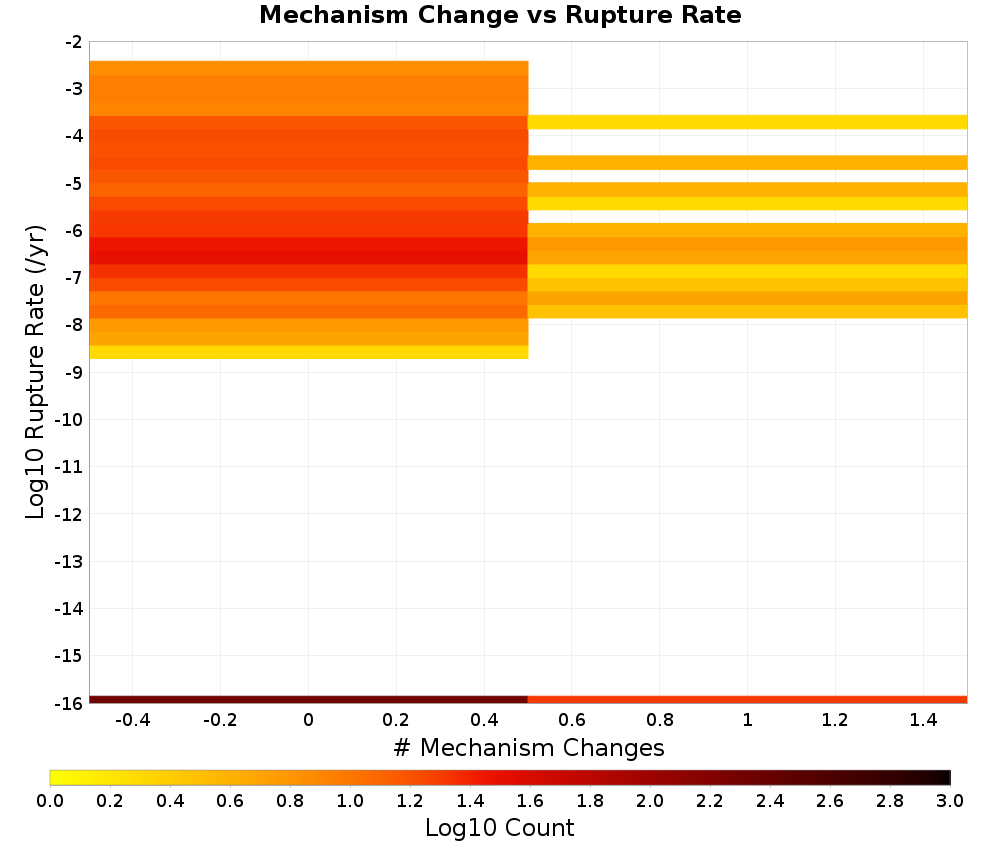 Mechanism Change vs Rupture Rate
Log10 Rupture Rate (/yr)
-2
-3
-4
-5
-6
-7
-8
-9
-10
-11
-12
-13
-14
-15
-16
-0.4 -0.2 0 0.2 0.4 0.6 0.8 1 1.2 1.4
# Mechanism Changes
0.0 0.2 0.4 0.6 0.8 1.0 1.2 1.4 1.6 1.8 2.0 2.2 2.4 2.6 2.8 3.0
Log10 Count